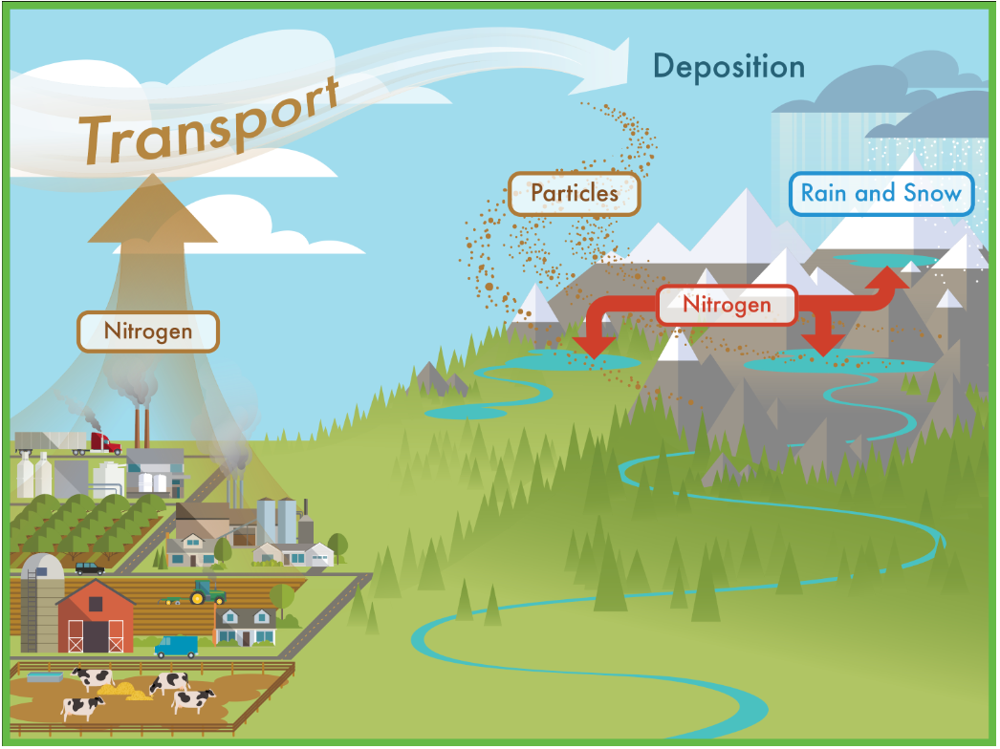 Transport
Deposition
Particles
Rain and Snow
Nitrogen
Nitrogen